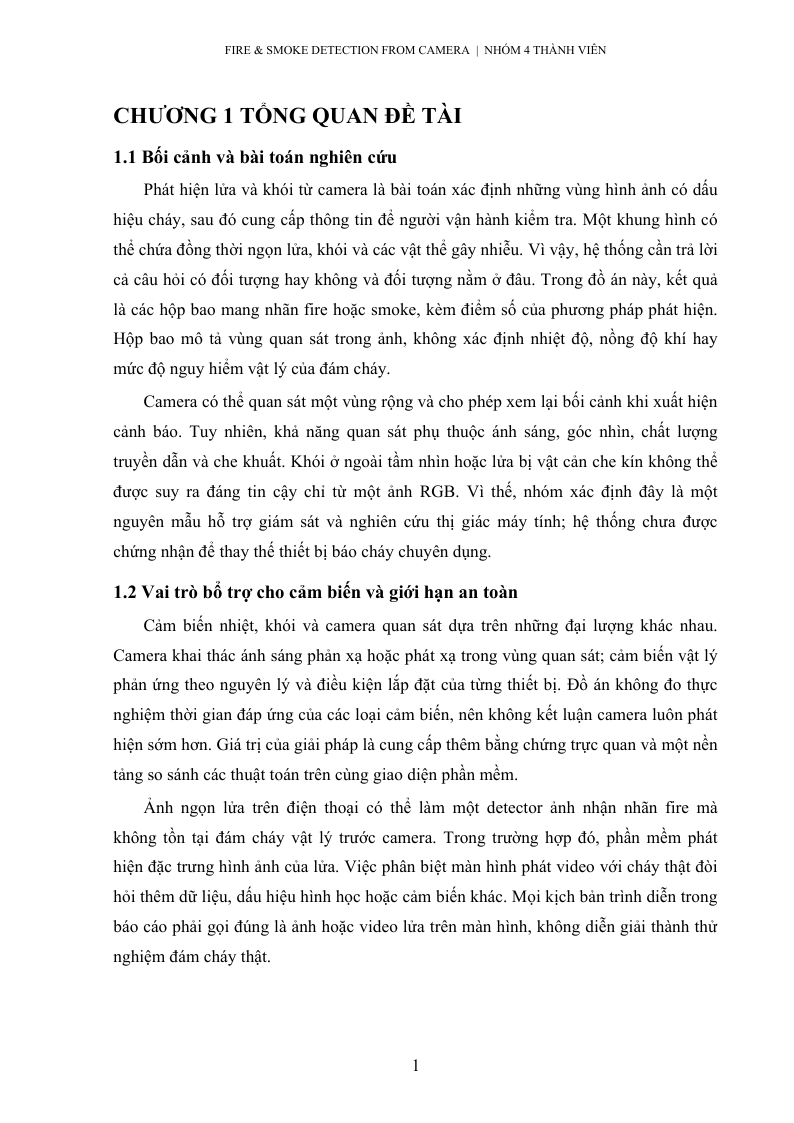 FIRE & SMOKE DETECTION FROM CAMERA | NHÓM 4 THÀNH VIÊN
CHƯƠNG 1 TỔNG QUAN ĐỀ TÀI
1.1 Bối cảnh và bài toán nghiên cứu
Phát hiện lửa và khói từ camera là bài toán xác định những vùng hình ảnh có dấu
hiệu cháy, sau đó cung cấp thông tin để người vận hành kiểm tra. Một khung hình có
thể chứa đồng thời ngọn lửa, khói và các vật thể gây nhiễu. Vì vậy, hệ thống cần trả lời
cả câu hỏi có đối tượng hay không và đối tượng nằm ở đâu. Trong đồ án này, kết quả
là các hộp bao mang nhãn fire hoặc smoke, kèm điểm số của phương pháp phát hiện.
Hộp bao mô tả vùng quan sát trong ảnh, không xác định nhiệt độ, nồng độ khí hay
mức độ nguy hiểm vật lý của đám cháy.
Camera có thể quan sát một vùng rộng và cho phép xem lại bối cảnh khi xuất hiện
cảnh báo. Tuy nhiên, khả năng quan sát phụ thuộc ánh sáng, góc nhìn, chất lượng
truyền dẫn và che khuất. Khói ở ngoài tầm nhìn hoặc lửa bị vật cản che kín không thể
được suy ra đáng tin cậy chỉ từ một ảnh RGB. Vì thế, nhóm xác định đây là một
nguyên mẫu hỗ trợ giám sát và nghiên cứu thị giác máy tính; hệ thống chưa được
chứng nhận để thay thế thiết bị báo cháy chuyên dụng.
1.2 Vai trò bổ trợ cho cảm biến và giới hạn an toàn
Cảm biến nhiệt, khói và camera quan sát dựa trên những đại lượng khác nhau.
Camera khai thác ánh sáng phản xạ hoặc phát xạ trong vùng quan sát; cảm biến vật lý
phản ứng theo nguyên lý và điều kiện lắp đặt của từng thiết bị. Đồ án không đo thực
nghiệm thời gian đáp ứng của các loại cảm biến, nên không kết luận camera luôn phát
hiện sớm hơn. Giá trị của giải pháp là cung cấp thêm bằng chứng trực quan và một nền
tảng so sánh các thuật toán trên cùng giao diện phần mềm.
Ảnh ngọn lửa trên điện thoại có thể làm một detector ảnh nhận nhãn fire mà
không tồn tại đám cháy vật lý trước camera. Trong trường hợp đó, phần mềm phát
hiện đặc trưng hình ảnh của lửa. Việc phân biệt màn hình phát video với cháy thật đòi
hỏi thêm dữ liệu, dấu hiệu hình học hoặc cảm biến khác. Mọi kịch bản trình diễn trong
báo cáo phải gọi đúng là ảnh hoặc video lửa trên màn hình, không diễn giải thành thử
nghiệm đám cháy thật.
1